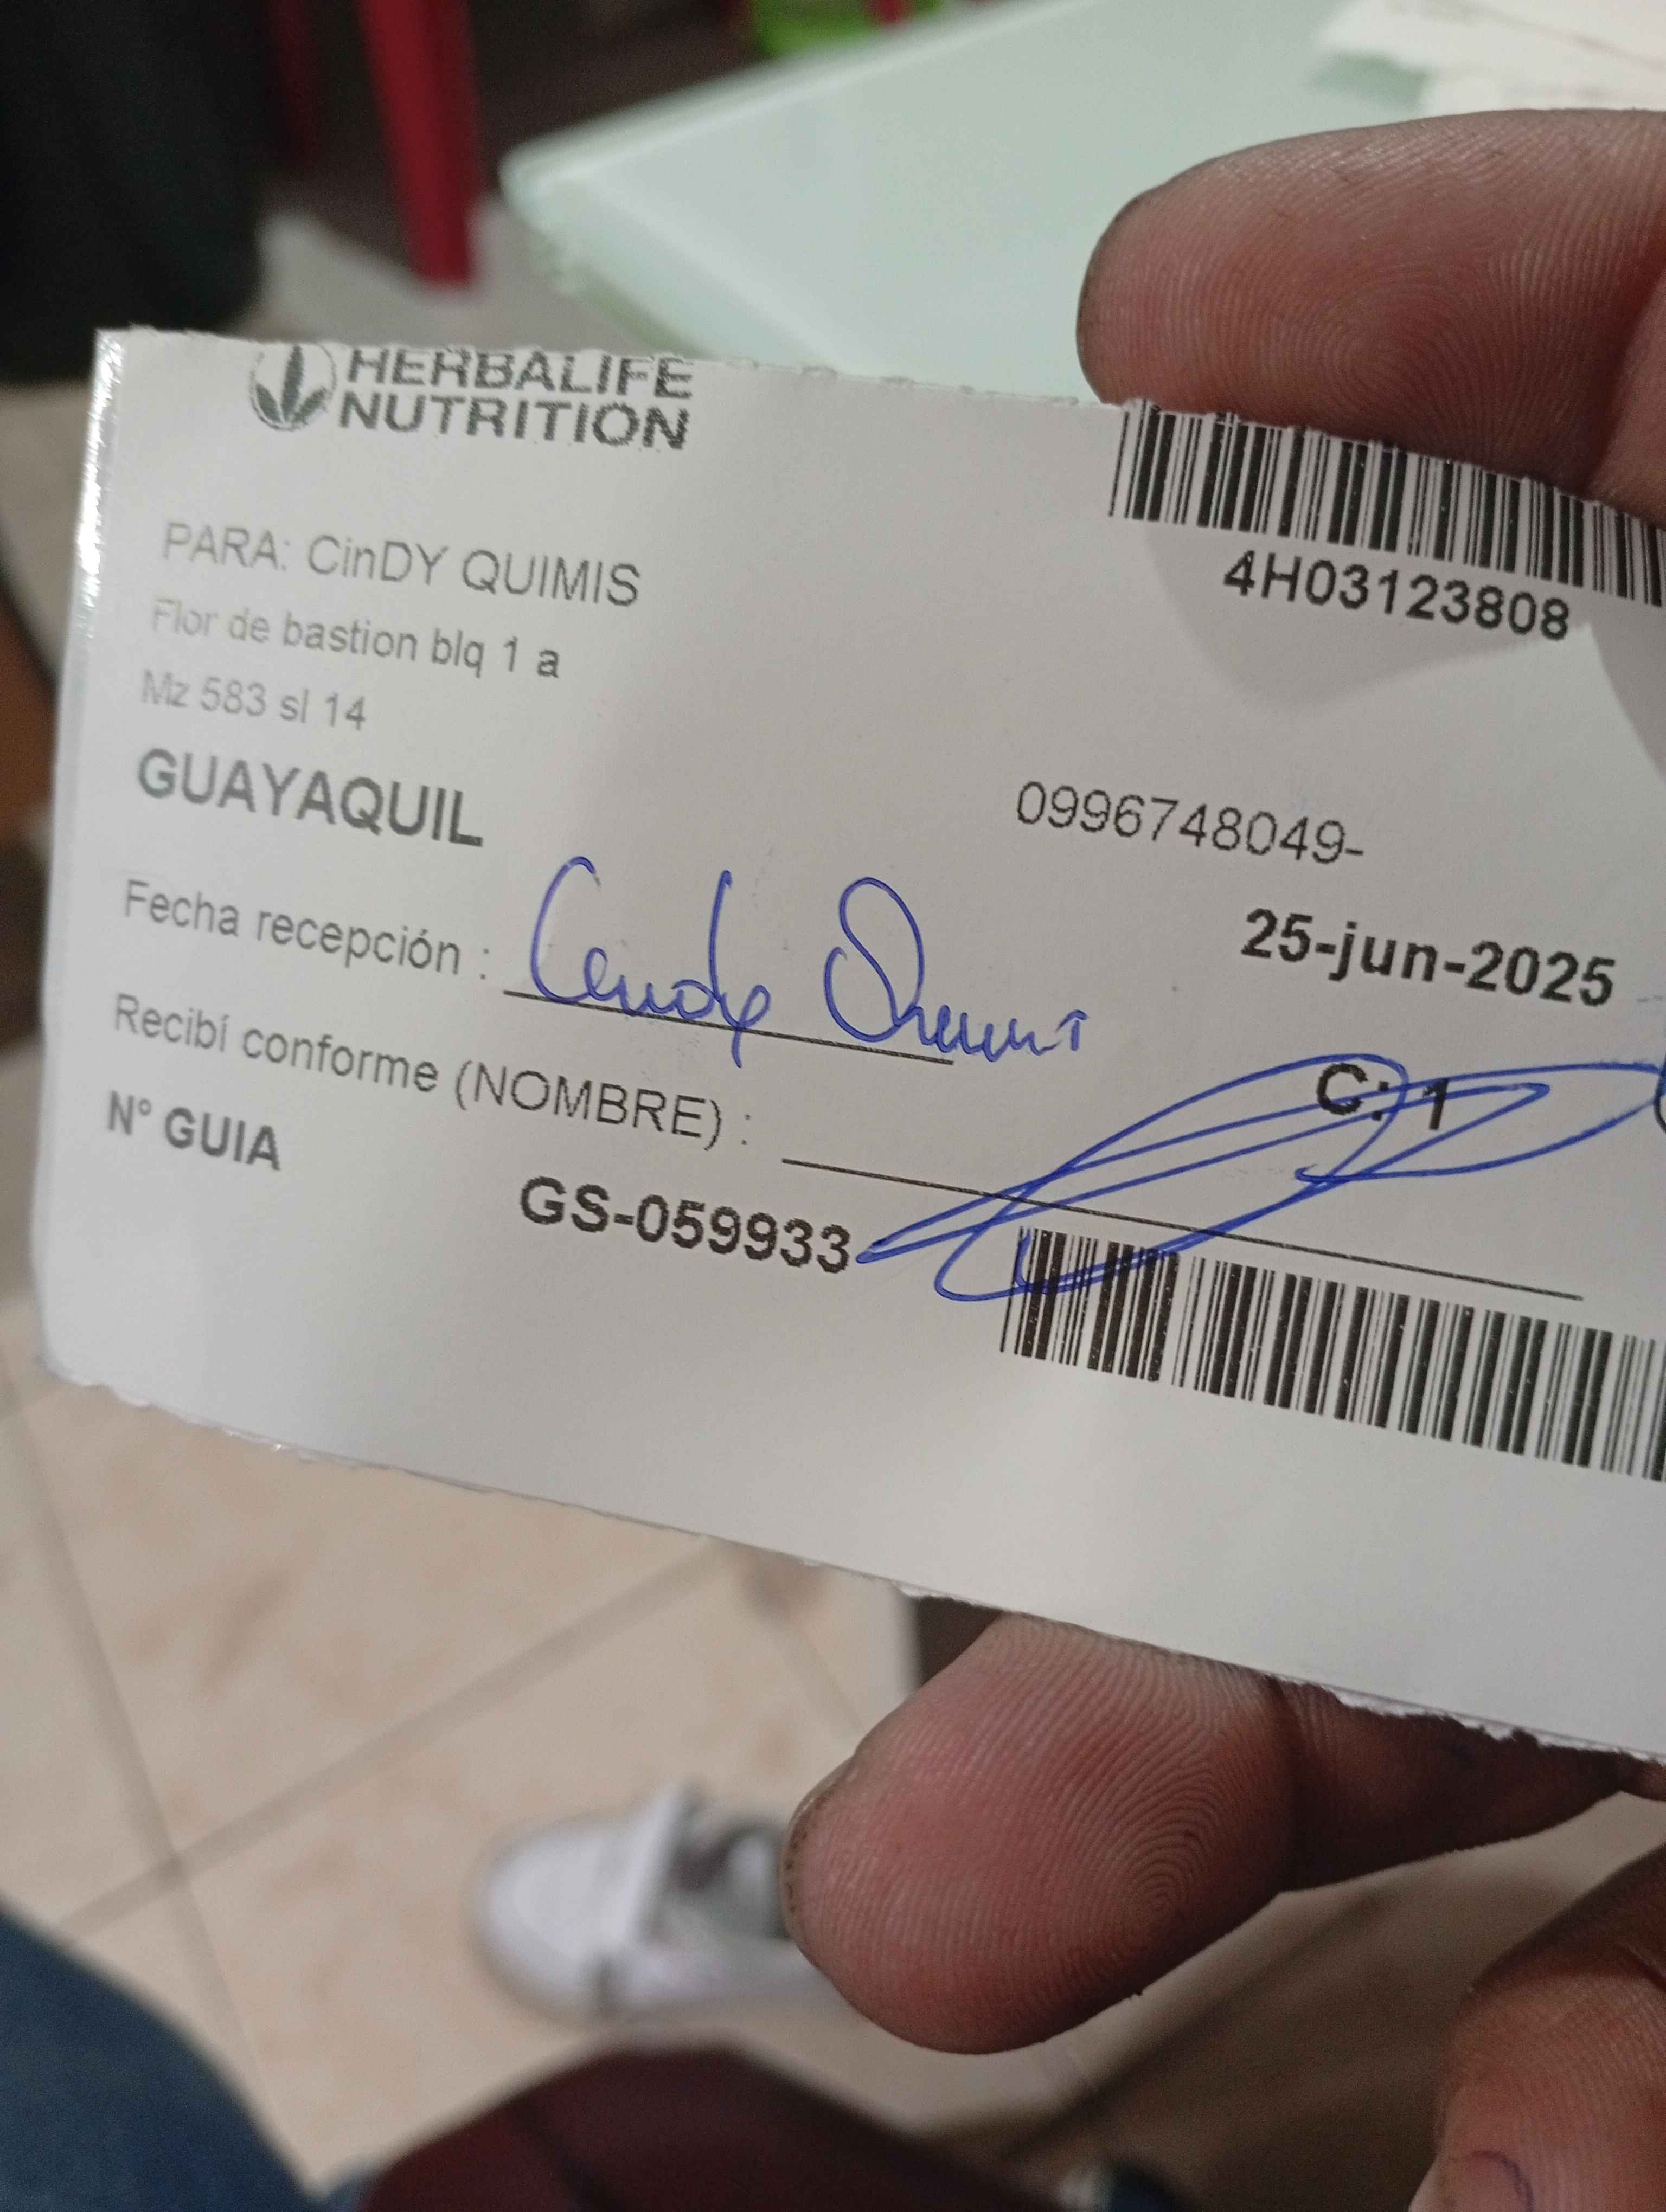 HERBALIFE
NUTRITION
4H03123808
PARA: CinDY QUIMIS
Flor de bastion blq 1 a
Mz 583 sl 14
GUAYAQUIL
0996748049-
25-jun-2025
Fecha recepción :
Recibí conforme (NOMBRE) :
C: 1
N° GUIA
GS-059933